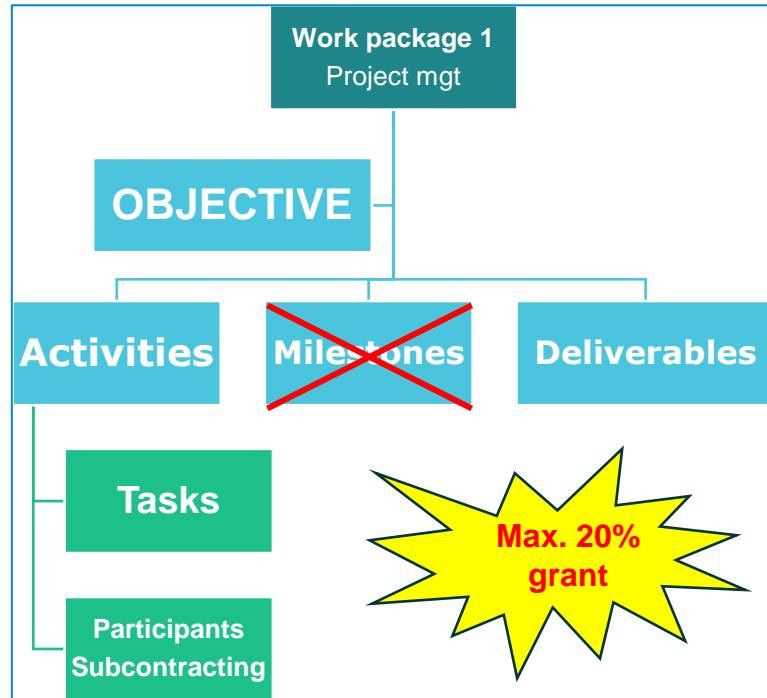 Work package 1
Project mgt
OBJECTIVE
Activities
Milestones
Deliverables
Tasks
Max. 20%
grant
Participants
Subcontracting